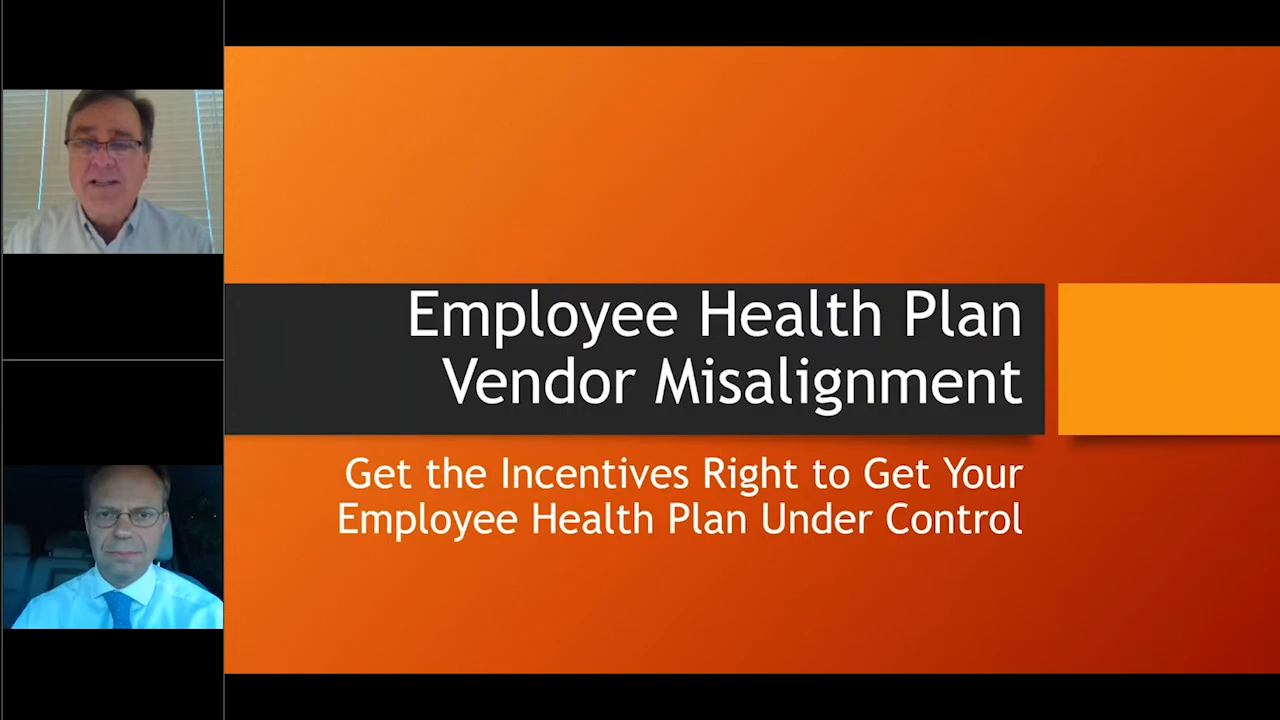 Employee Health Plan
Vendor Misalignment
Get the Incentives Right to Get Your
Employee Health Plan Under Control